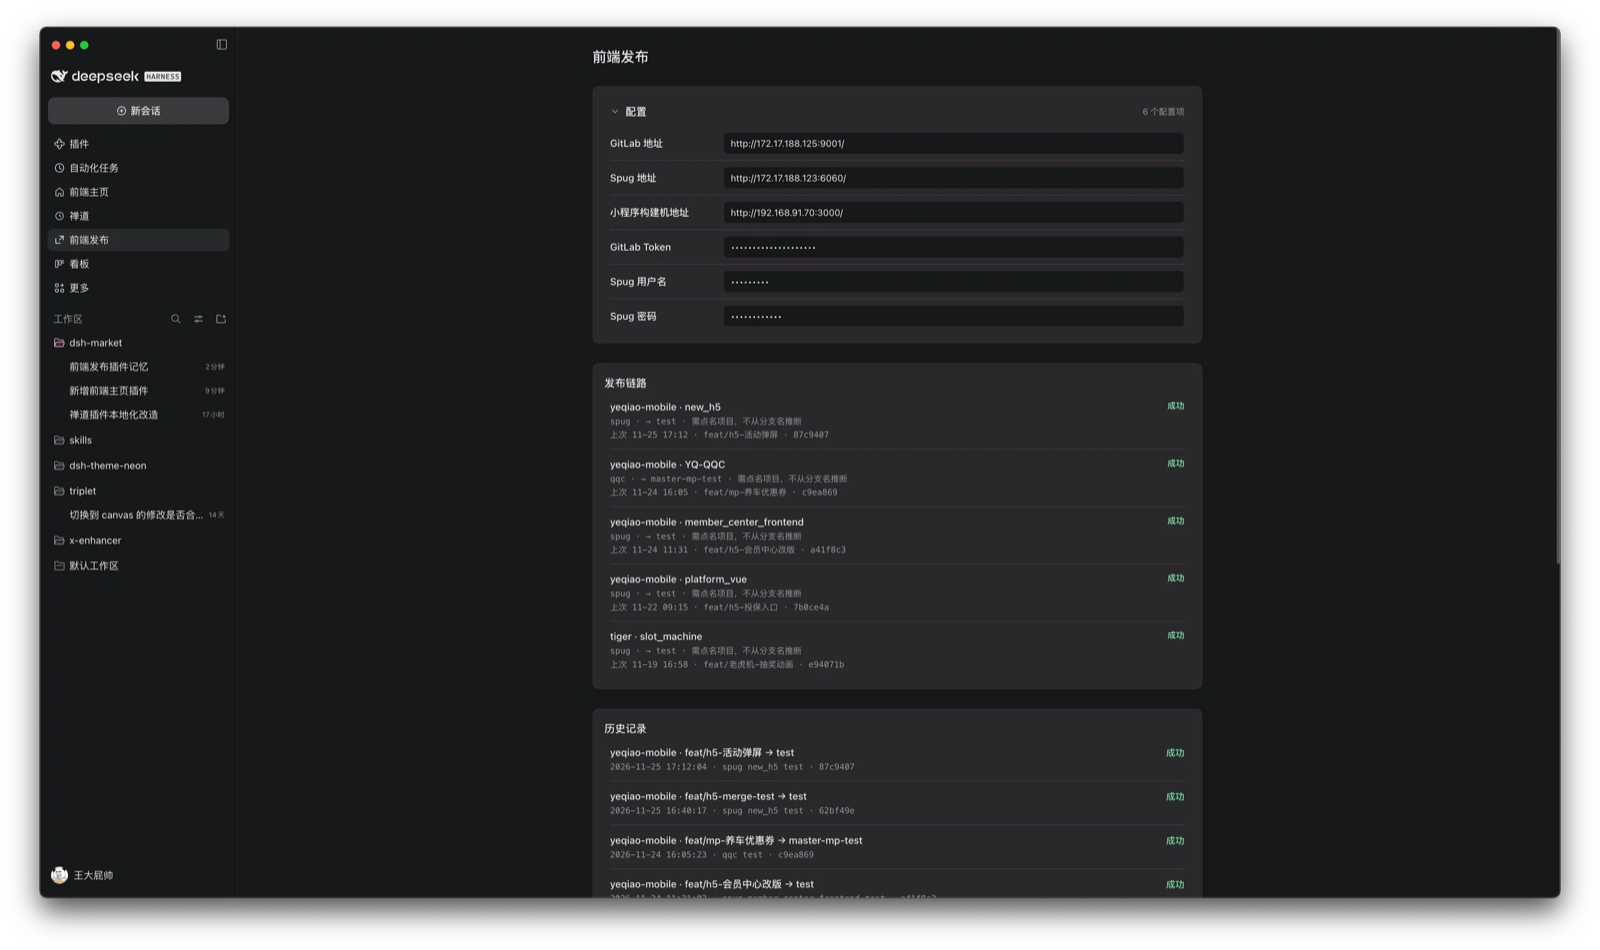 deepseek HARNESS
新会话
插件
自动化任务
前端主页
禅道
前端发布
看板
更多
工作区
dsh-market
前端发布插件记忆 2 分钟
新增前端主页插件 9 分钟
禅道插件本地化改造 17 小时
skills
dsh-theme-neon
triplet
切换到 canvas 的修改是否合... 14 天
x-enhancer
默认工作区
王大屁帅
前端发布
配置 6 个配置项
GitLab 地址 http://172.17.188.125:9001/
Spug 地址 http://172.17.188.123:6060/
小程序构建机地址 http://192.168.91.70:3000/
GitLab Token ••••••••••••••••••••
Spug 用户名 •••••••••
Spug 密码 ••••••••••••
发布链路
yeqiao-mobile · new_h5 成功
spug · → test · 需点名项目, 不从分支名推断
上次 11-25 17:12 · feat/h5-活动弹屏 · 87c9407
yeqiao-mobile · YQ-QQC 成功
qqc · → master-mp-test · 需点名项目, 不从分支名推断
上次 11-24 16:05 · feat/mp-养车优惠券 · c9ea869
yeqiao-mobile · member_center_frontend 成功
spug · → test · 需点名项目, 不从分支名推断
上次 11-24 11:31 · feat/h5-会员中心改版 · a41f8c3
yeqiao-mobile · platform_vue 成功
spug · → test · 需点名项目, 不从分支名推断
上次 11-22 09:15 · feat/h5-投保入口 · 7b0ce4a
tiger · slot_machine 成功
spug · → test · 需点名项目, 不从分支名推断
上次 11-19 16:58 · feat/老虎机-抽奖动画 · e94071b
历史记录
yeqiao-mobile · feat/h5-活动弹屏 → test 成功
2026-11-25 17:12:04 · spug new_h5 test · 87c9407
yeqiao-mobile · feat/h5-merge-test → test 成功
2026-11-25 16:40:17 · spug new_h5 test · 62bf49e
yeqiao-mobile · feat/mp-养车优惠券 → master-mp-test 成功
2026-11-24 16:05:23 · qqc test · c9ea869
yeqiao-mobile · feat/h5-会员中心改版 → test 成功